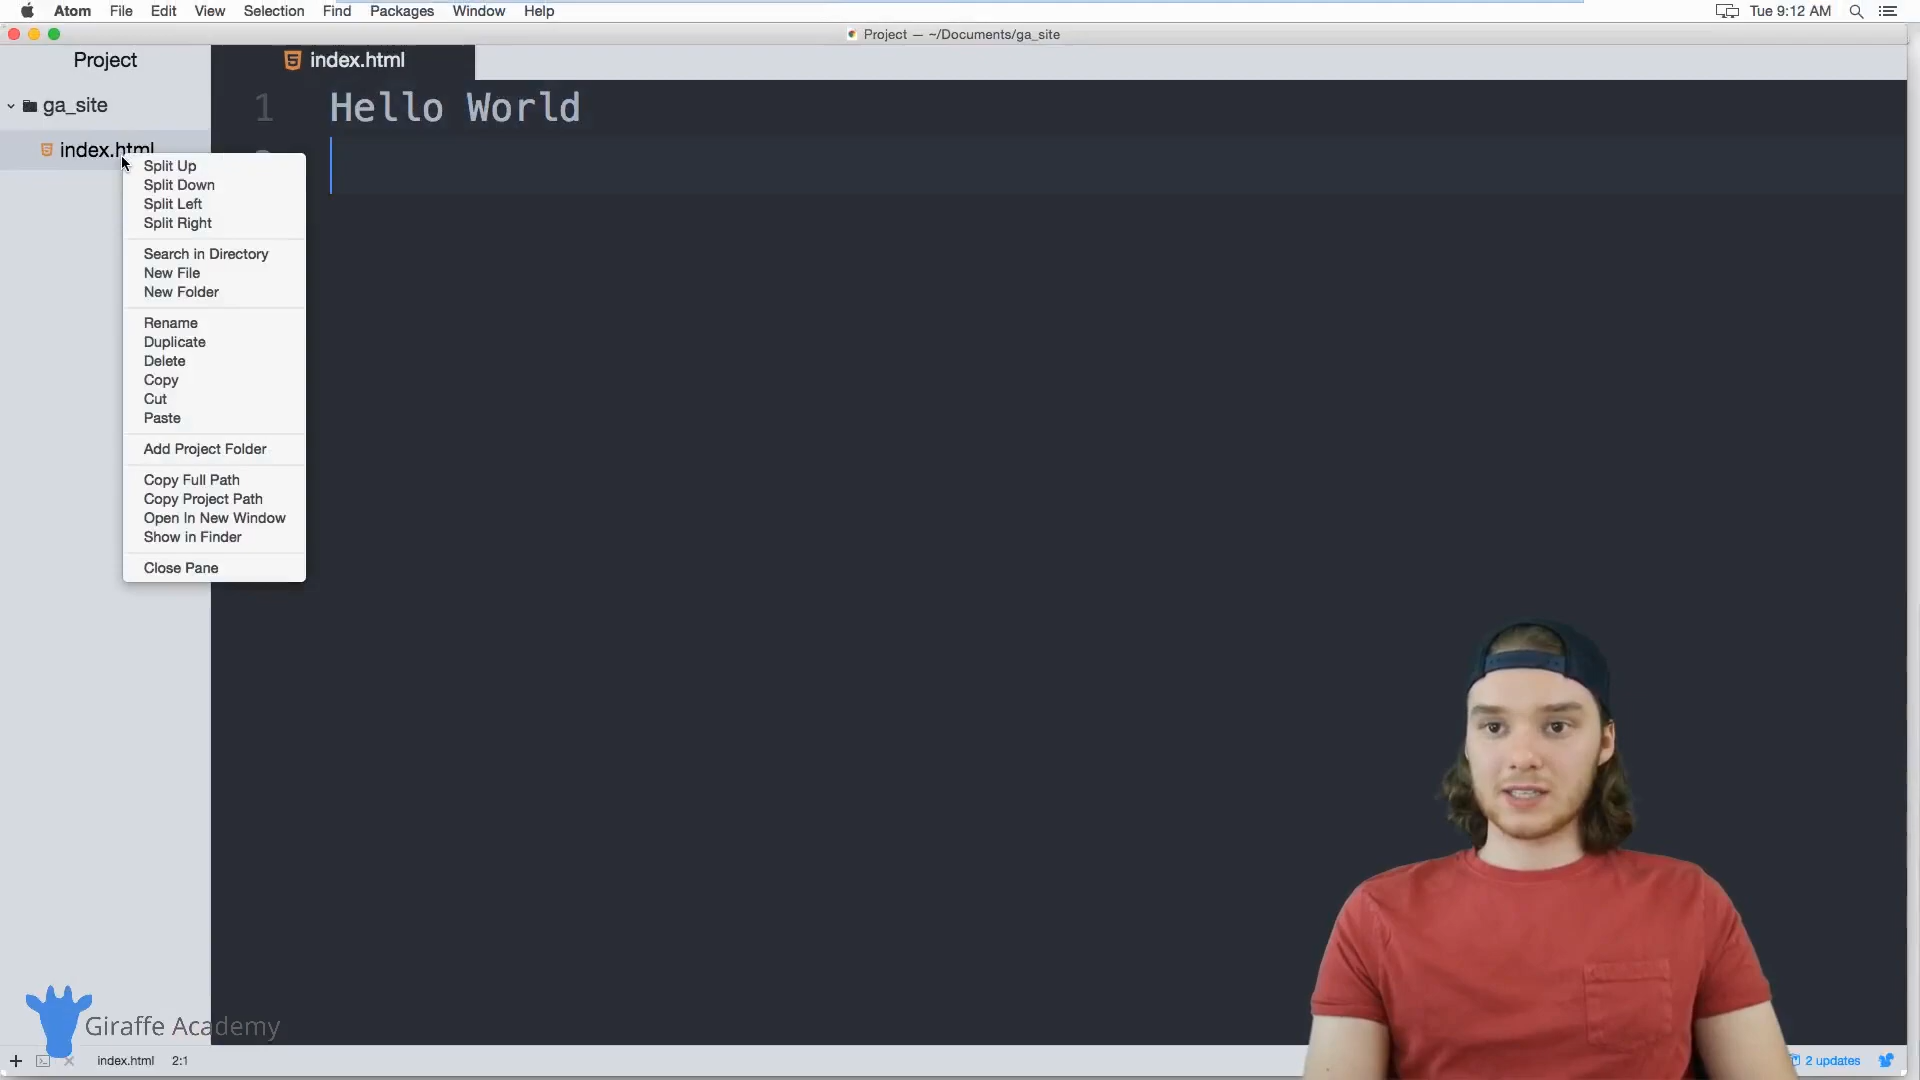 Atom File Edit View Selection Find Packages Window Help
Tue 9:12 AM
Project — ~/Documents/ga_site
Project
index.html
ga_site
index.html
1 Hello World
Split Up
Split Down
Split Left
Split Right
Search in Directory
New File
New Folder
Rename
Duplicate
Delete
Copy
Cut
Paste
Add Project Folder
Copy Full Path
Copy Project Path
Open In New Window
Show in Finder
Close Pane
Giraffe Academy
index.html 2:1
2 updates